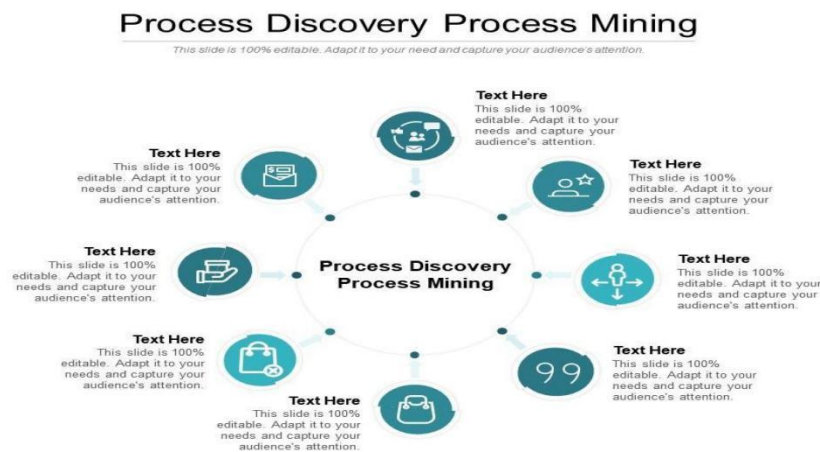 Process Discovery Process Mining
This slide is 100% editable. Adapt it to your need and capture your audience's attention.
Text Here
This slide is 100%
editable. Adapt it to your
needs and capture your
audience's attention.
Text Here
This slide is 100%
editable. Adapt it to your
needs and capture your
audience's attention.
Text Here
This slide is 100%
editable. Adapt it to your
needs and capture your
audience's attention.
Text Here
This slide is 100%
editable. Adapt it to your
needs and capture your
audience's attention.
Text Here
This slide is 100%
editable. Adapt it to your
needs and capture your
audience's attention.
Text Here
This slide is 100%
editable. Adapt it to your
needs and capture your
audience's attention.
Text Here
This slide is 100%
editable. Adapt it to your
needs and capture your
audience's attention.
Text Here
This slide is 100%
editable. Adapt it to your
needs and capture your
audience's attention.
Process Discovery
Process Mining